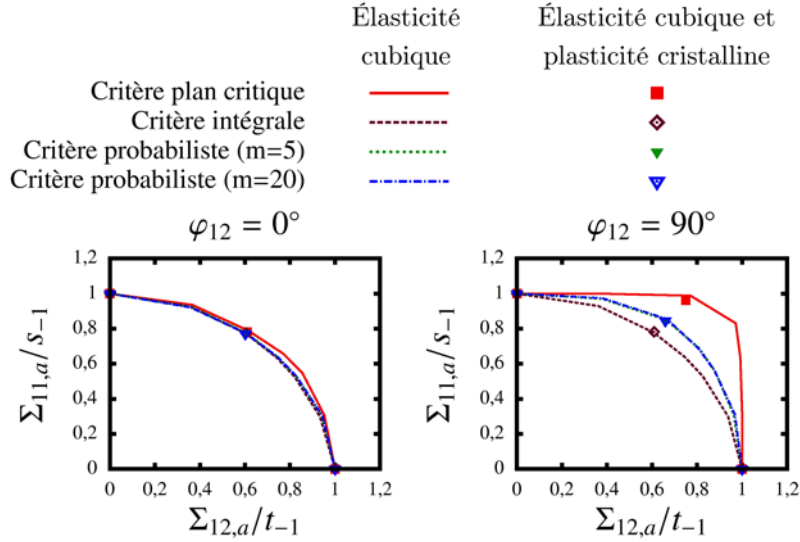 Élasticité Élasticité cubique et
cubique plasticité cristalline
Critère plan critique
Critère intégrale
Critère probabiliste (m=5)
Critère probabiliste (m=20)
φ12 = 0° φ12 = 90°
1,2 1,2
1 1
0,8 0,8
0,6 0,6
0,4 0,4
0,2 0,2
0 0
0 0,2 0,4 0,6 0,8 1 1,2 0 0,2 0,4 0,6 0,8 1 1,2
Σ11,a/s−1 Σ11,a/s−1
Σ12,a/t−1 Σ12,a/t−1